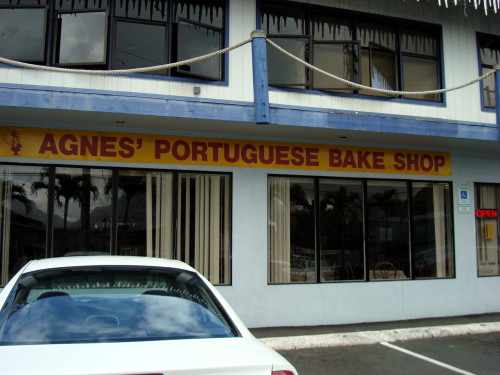 AGNES' PORTUGUESE BAKE SHOP
OPEN